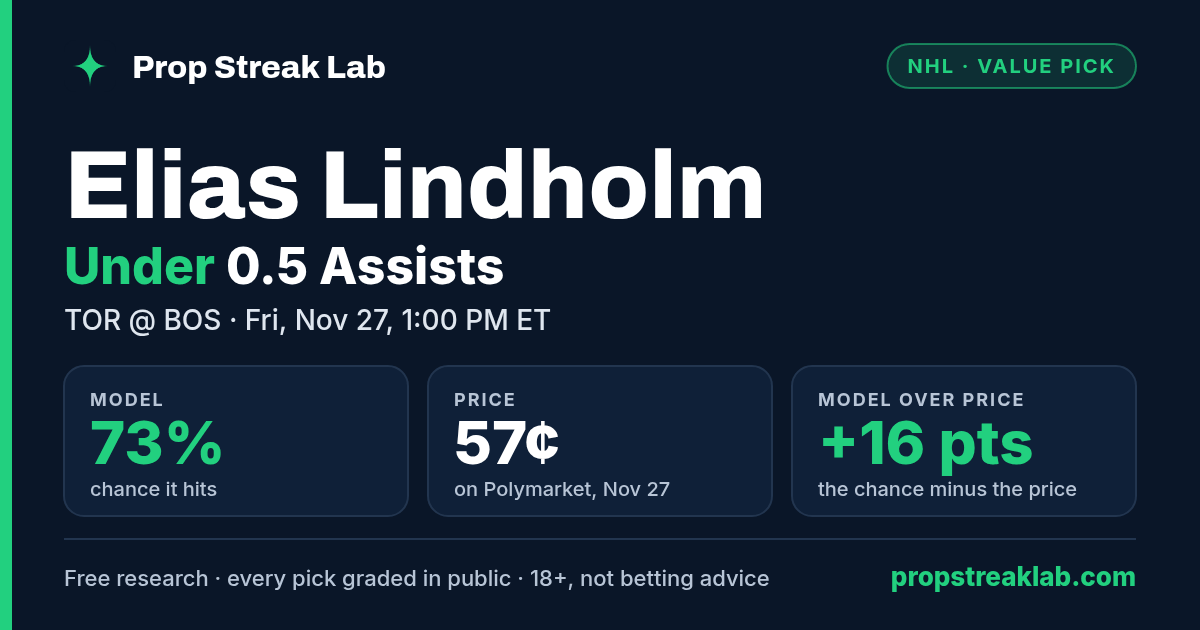 Prop Streak Lab
NHL · VALUE PICK
Elias Lindholm
Under 0.5 Assists
TOR @ BOS · Fri, Nov 27, 1:00 PM ET
MODEL
73%
chance it hits
PRICE
57¢
on Polymarket, Nov 27
MODEL OVER PRICE
+16 pts
the chance minus the price
Free research · every pick graded in public · 18+, not betting advice
propstreaklab.com